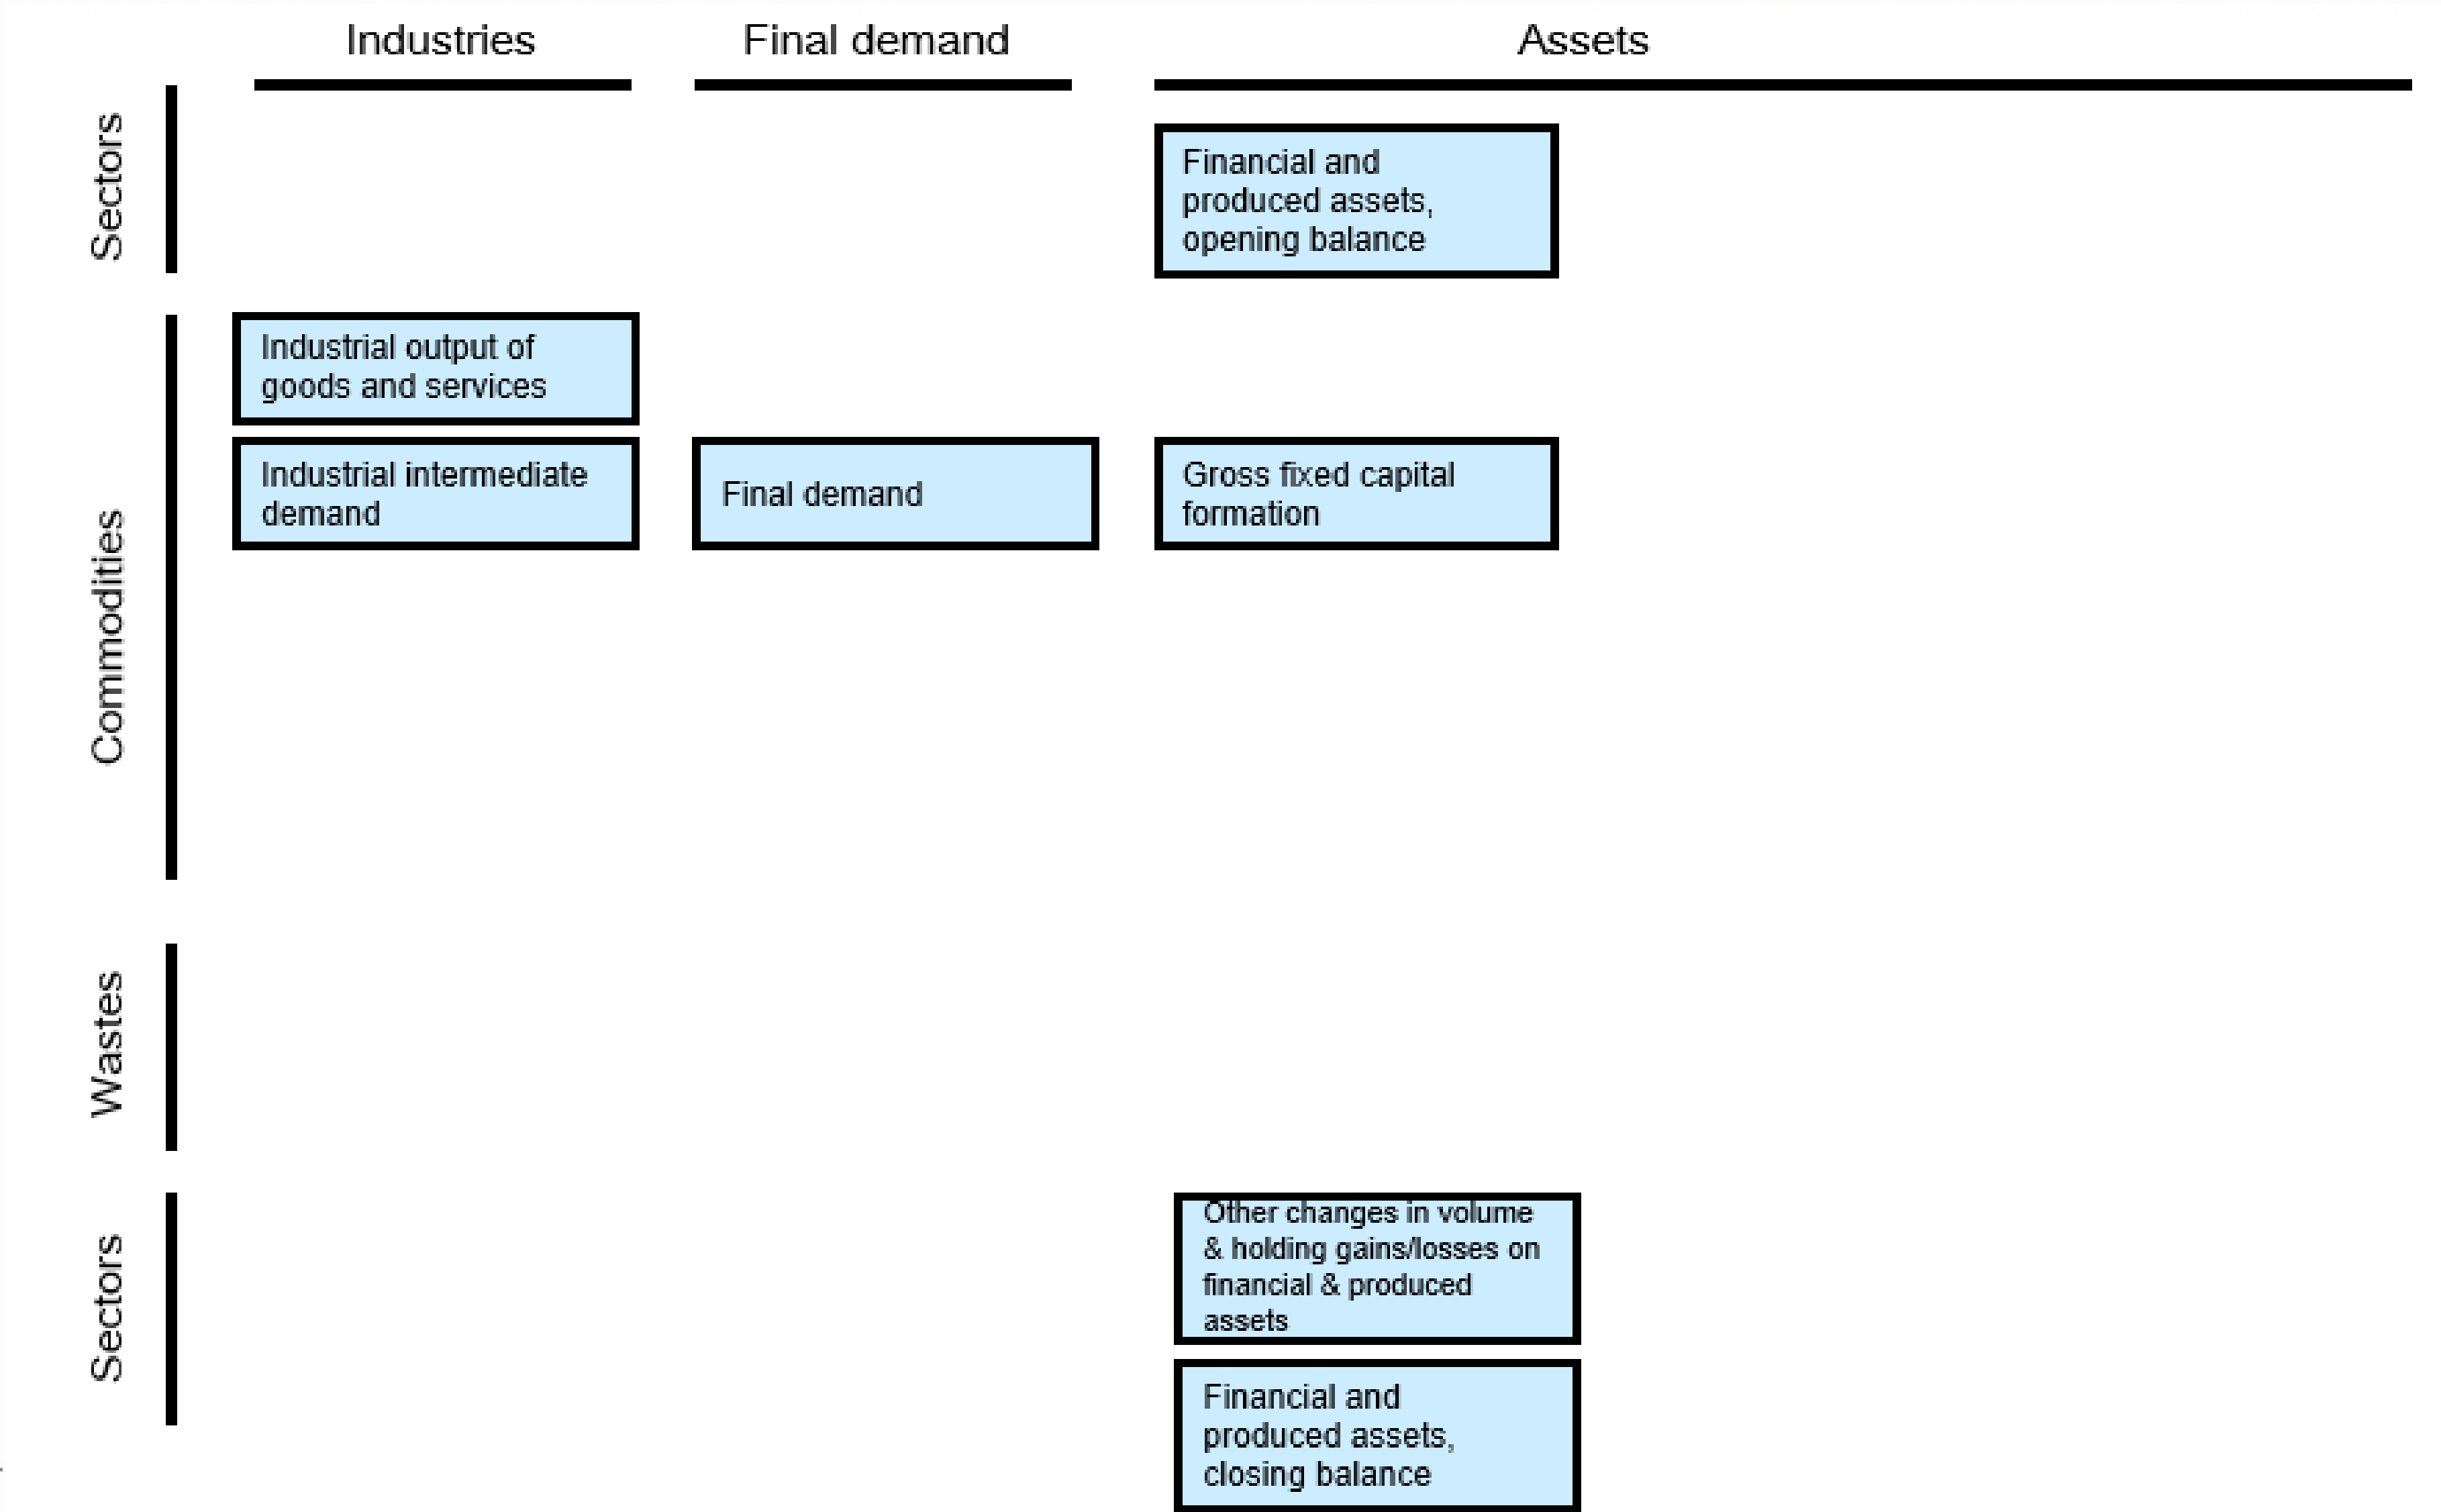 Industries
Final demand
Assets
Sectors
Financial and
produced assets,
opening balance
Commodities
Industrial output of
goods and services
Industrial intermediate
demand
Final demand
Gross fixed capital
formation
Wastes
Sectors
Other changes in volume
& holding gains/losses on
financial & produced
assets
Financial and
produced assets,
closing balance